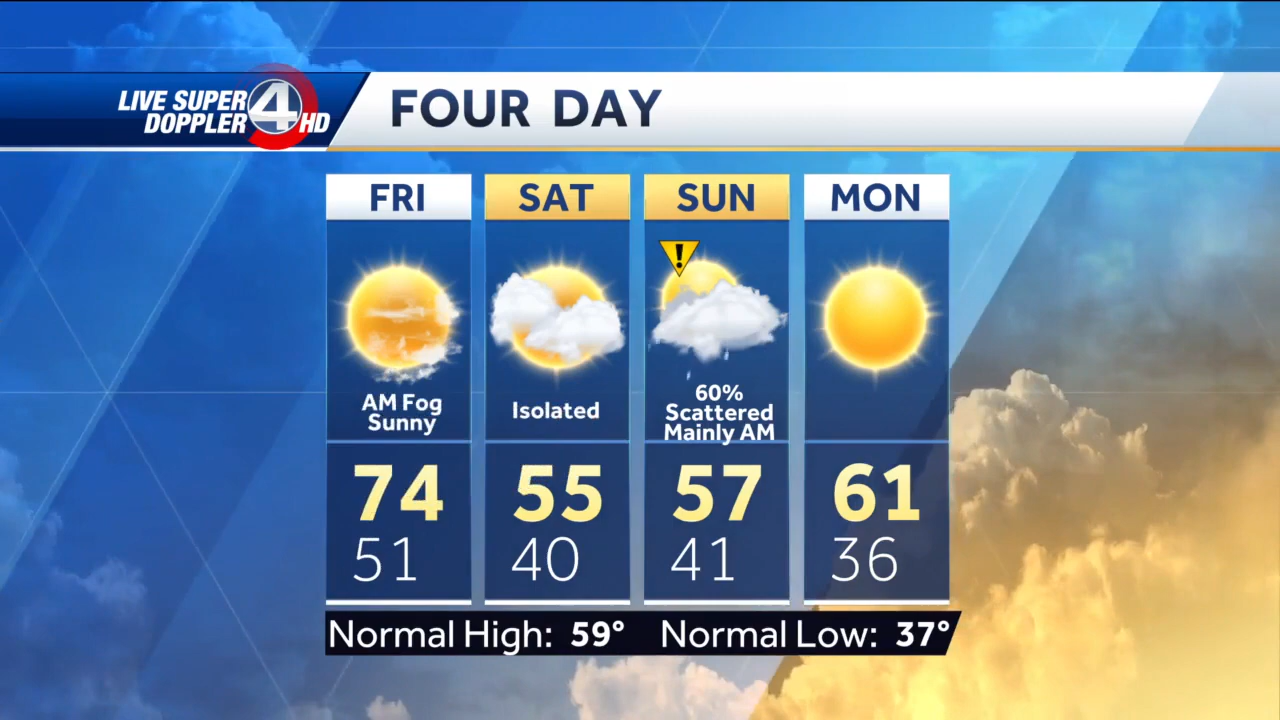 LIVE SUPER
DOPPLER 4 HD
FOUR DAY
FRI
AM Fog
Sunny
74
51
SAT
Isolated
55
40
SUN
!
60%
Scattered
Mainly AM
57
41
MON
61
36
Normal High: 59° Normal Low: 37°